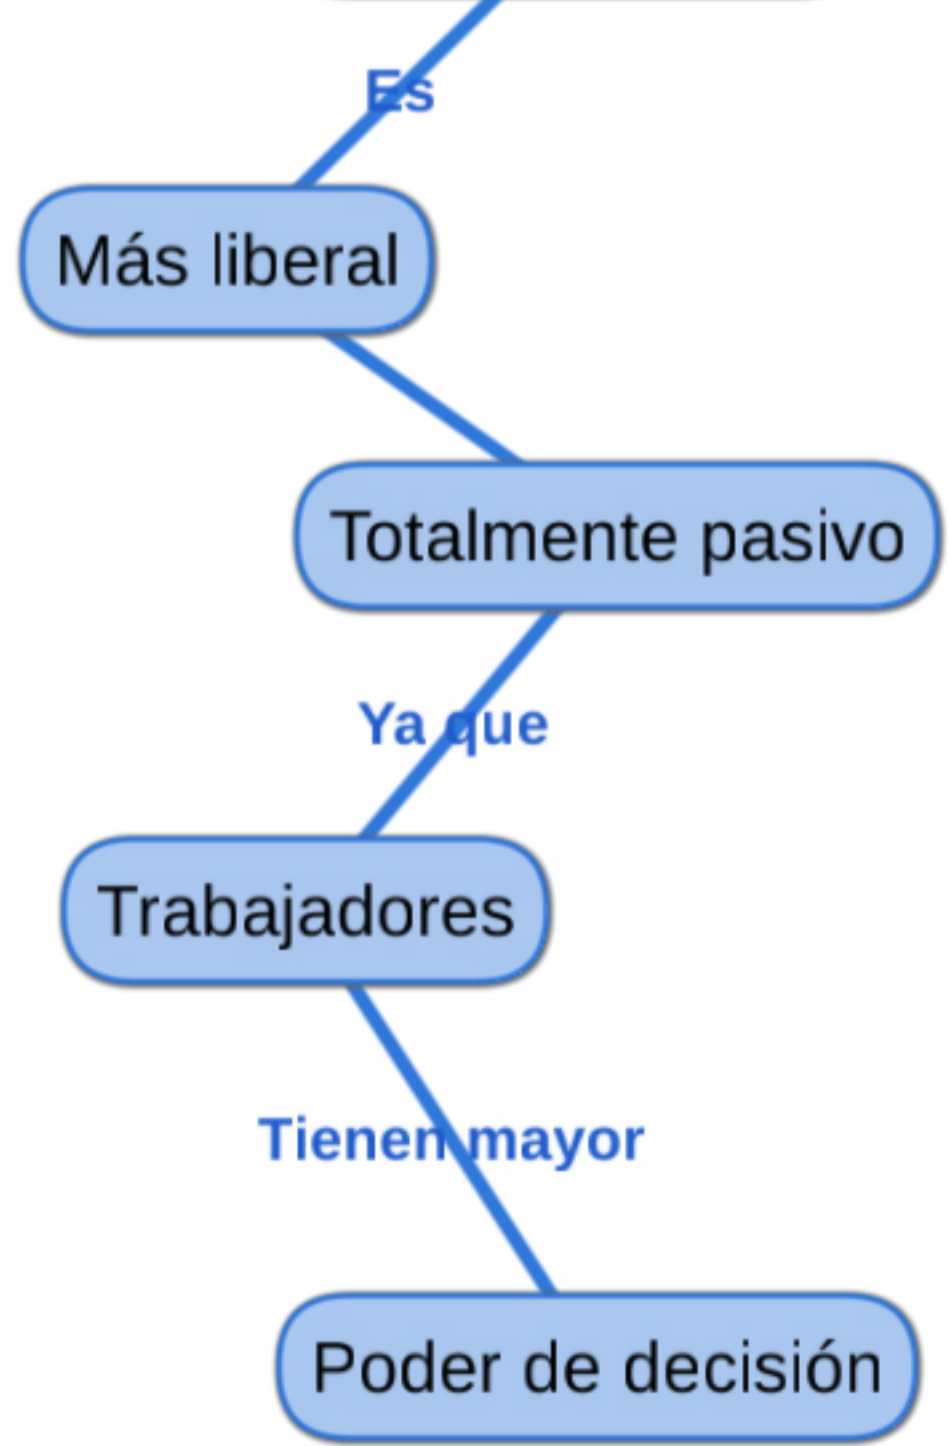 Es
Más liberal
Totalmente pasivo
Ya que
Trabajadores
Tienen mayor
Poder de decisión